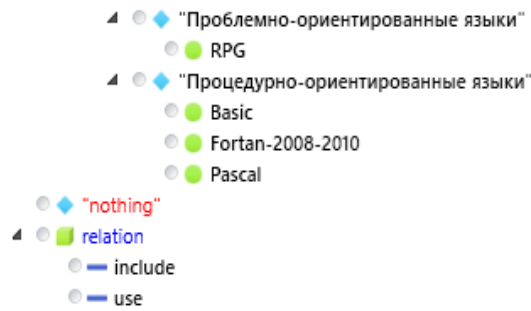 "Проблемно-ориентированные языки"
RPG
"Процедурно-ориентированные языки"
Basic
Fortan-2008-2010
Pascal
"nothing"
relation
include
use